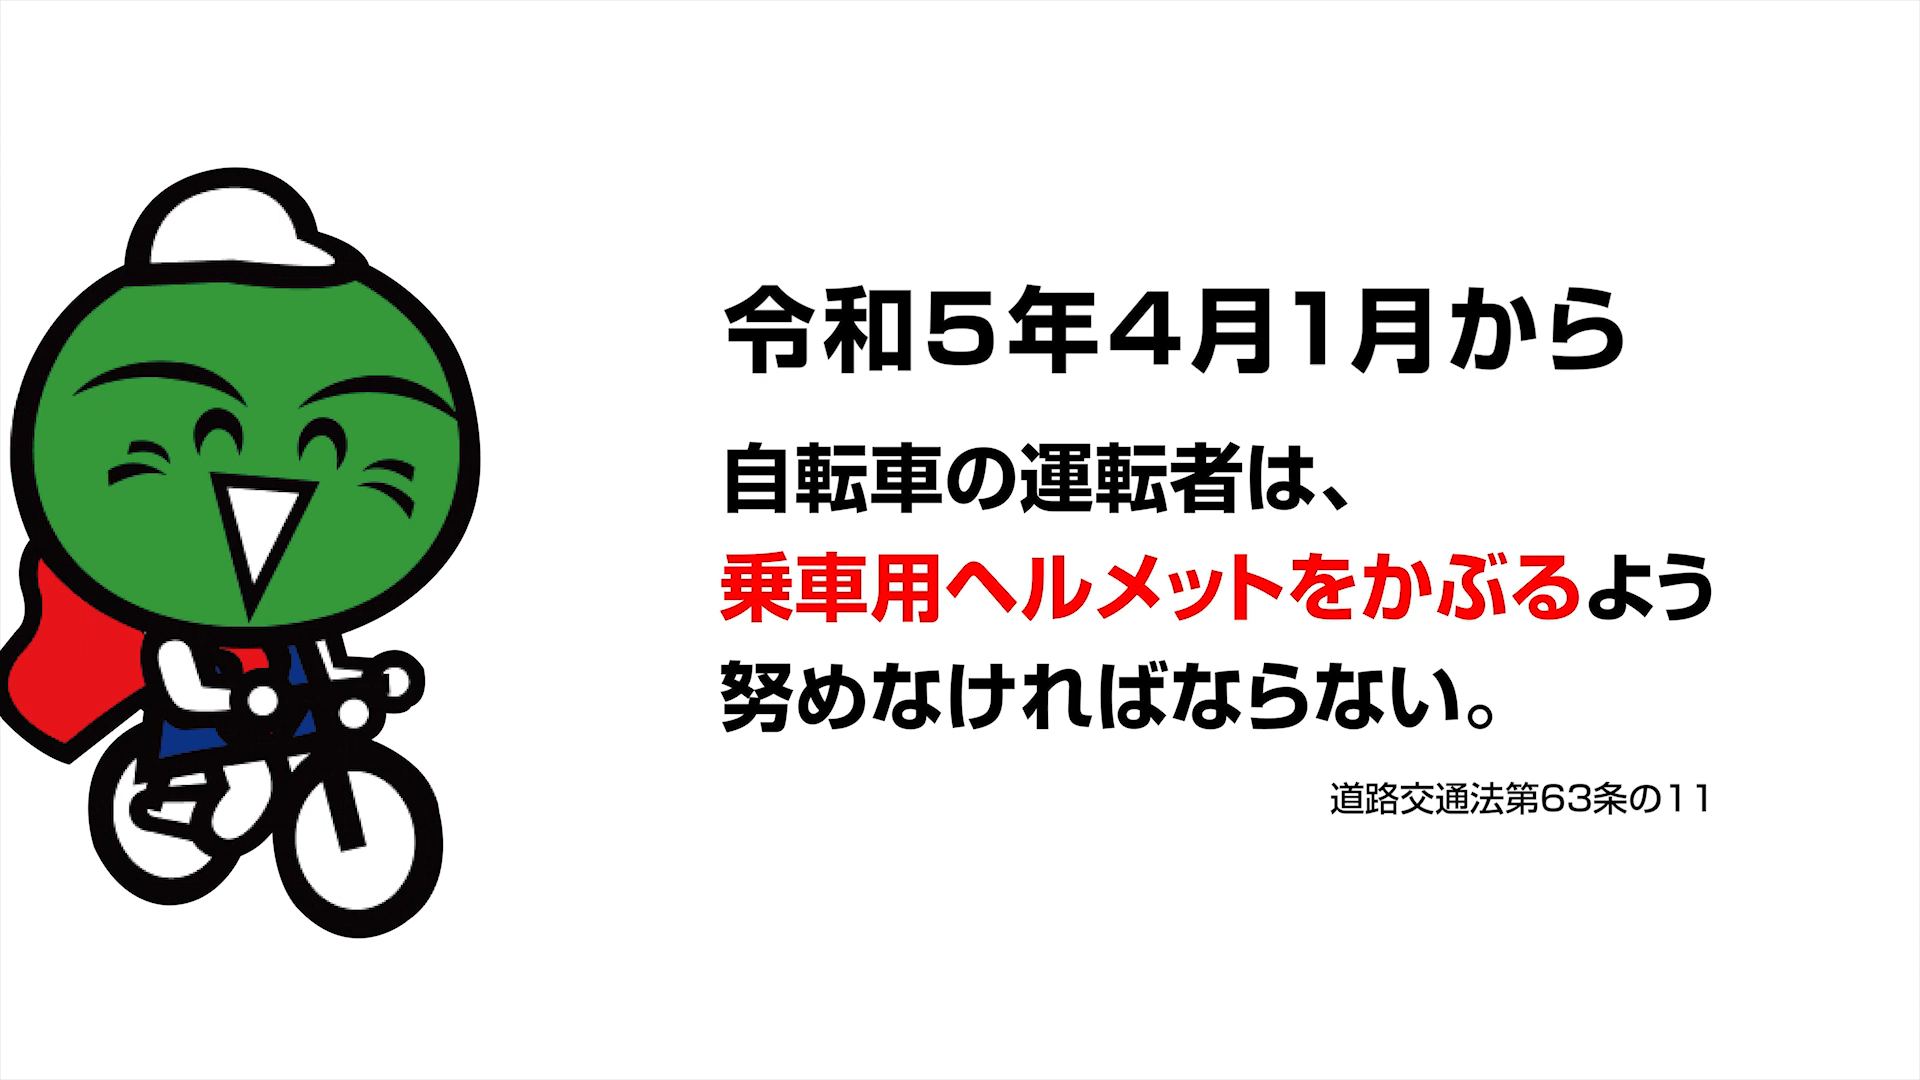 令和5年4月1月から
自転車の運転者は、
乗車用ヘルメットをかぶるよう
努めなければならない。
道路交通法第63条の11